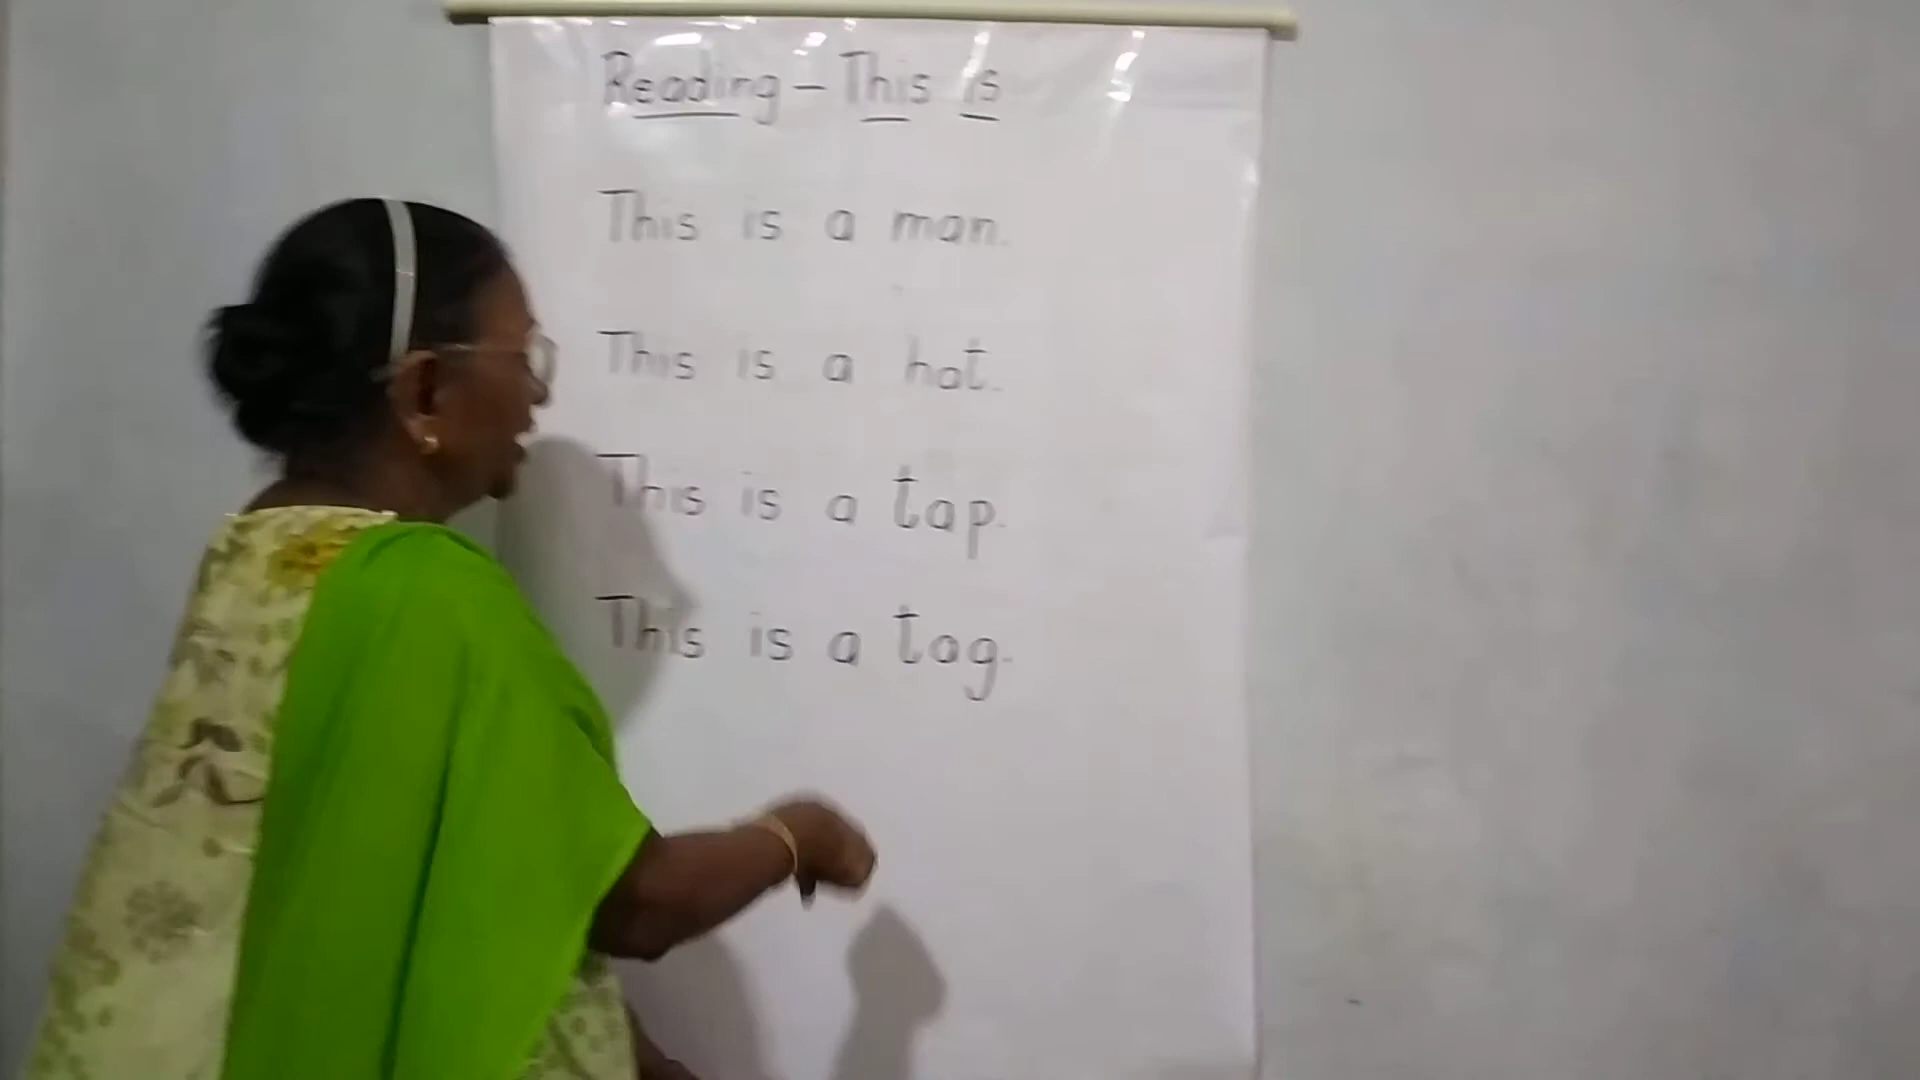 Reading - This is
This is a man.
This is a hat.
This is a tap.
This is a tag.